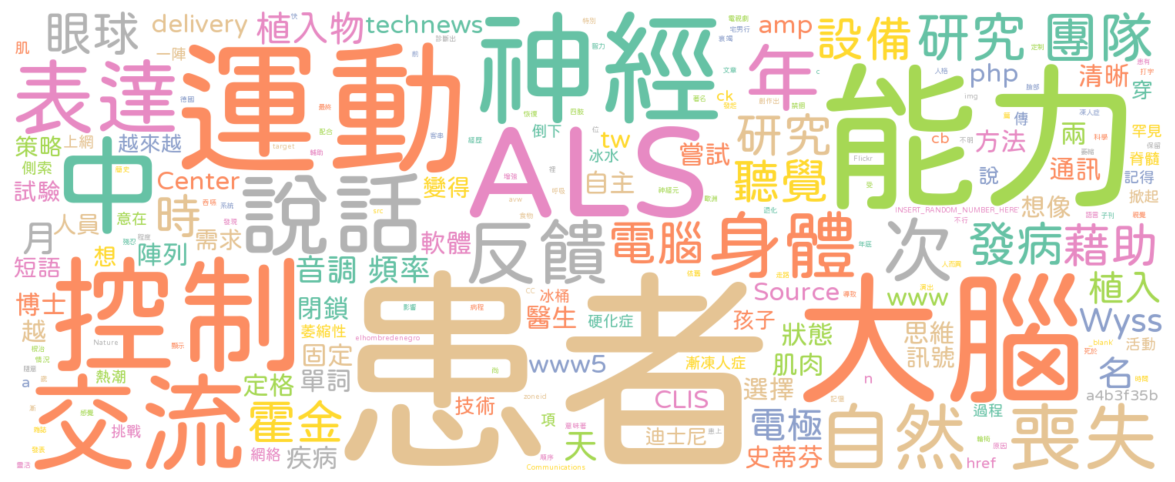 眼球 delivery 植入物 technews 神經 amp 設備 研究 團隊
肌 一陣 運動 年 php 清晰
表達 能力 穿
策略 上網 越來越 中 ck tw 研究 cb 方法 傳 兩 罕見
側索 ALS 倒下 冰水 嘗試 聽覺 Flickr 說 通訊 脊髓
試驗 Center target 說話 變得 自主 記得
人員 意在 時 INSERT_RANDOM_NUMBER_HERE 想像 掀起
月 需求 軟體 反饋 電腦 身體 次 發病 藉助
短語 想 陣列 音調 頻率
博士 控制 閉鎖 冰桶 Source www 植入
越 患者 醫生 硬化症 孩子 大腦 狀態 思維 Wyss
Nature 萎縮性 elhombredenegro 漸凍人症 訊號 活動
a 熱潮 固定 www5 肌肉 名
交流 定格 單詞 CLIS 選擇 n a4b3f35b
霍金 技術 項 電極 過程
挑戰 迪士尼 自然 喪失
網絡 疾病 天 史蒂芬 href
Communications